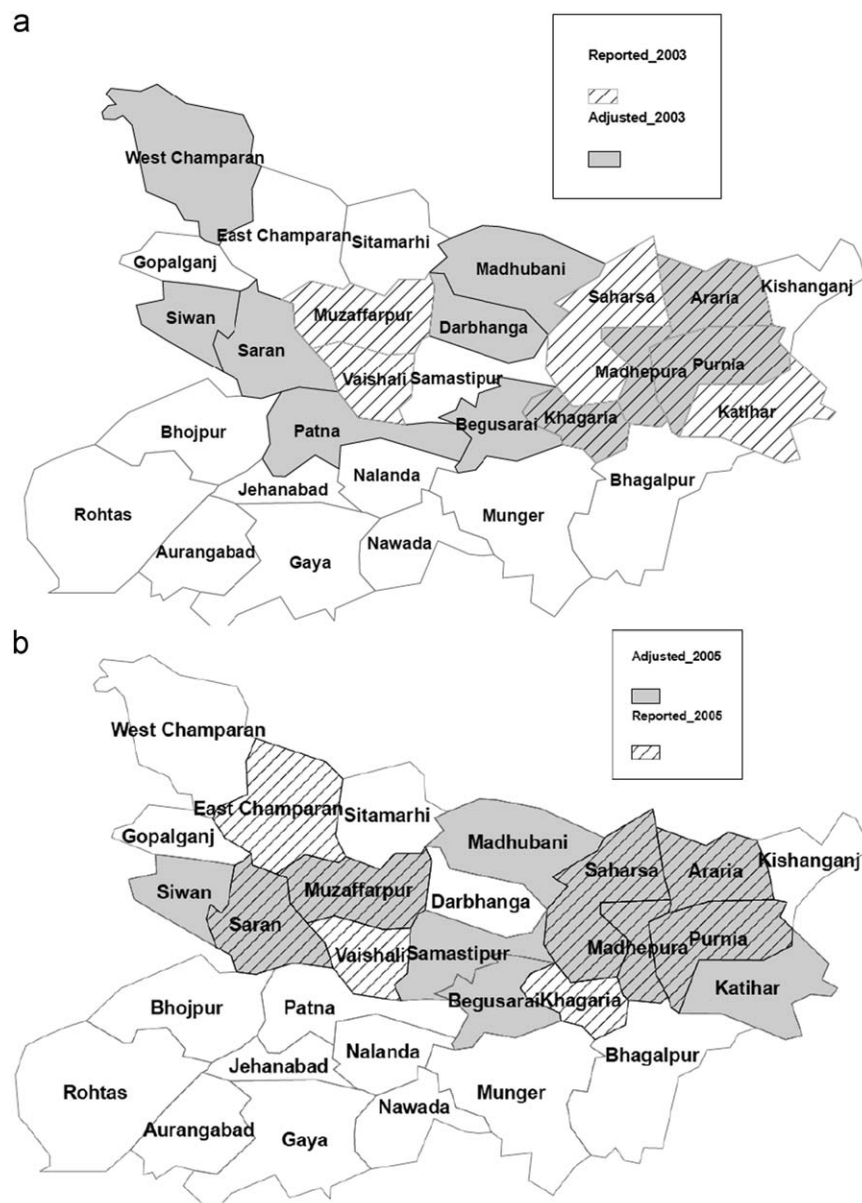 a
Reported_2003
Adjusted_2003
West Champaran
East Champaran
Sitamarhi
Gopalganj
Madhubani
Kishanganj
Saharsa
Araria
Siwan
Muzaffarpur
Darbhanga
Saran
Madhepura
Purnia
Vaishali
Samastipur
Katihar
Bhojpur
Patna
Begusarai
Khagaria
Nalanda
Bhagalpur
Jehanabad
Rohtas
Munger
Aurangabad
Gaya
Nawada
b
Adjusted_2005
Reported_2005
West Champaran
East Champaran
Sitamarhi
Gopalganj
Madhubani
Kishanganj
Saharsa
Araria
Siwan
Muzaffarpur
Darbhanga
Saran
Vaishali
Samastipur
Madhepura
Purnia
Katihar
Bhojpur
Patna
Begusarai
Khagaria
Nalanda
Bhagalpur
Jehanabad
Rohtas
Munger
Nawada
Aurangabad
Gaya